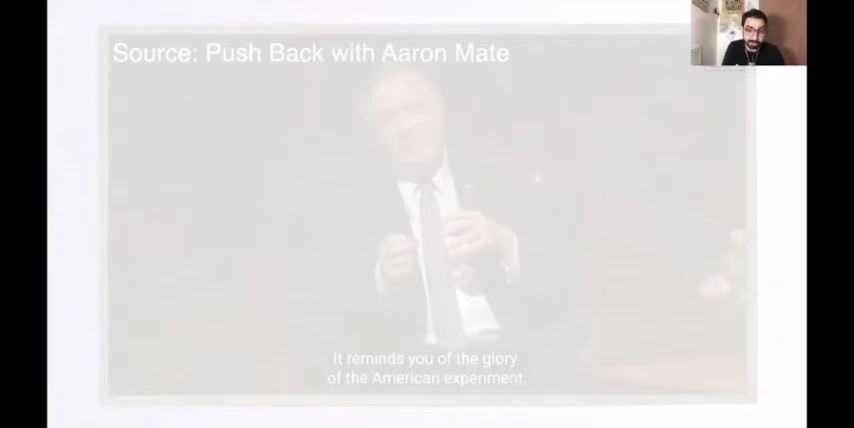 Source: Push Back with Aaron Mate
It reminds you of the glory
of the American experiment.